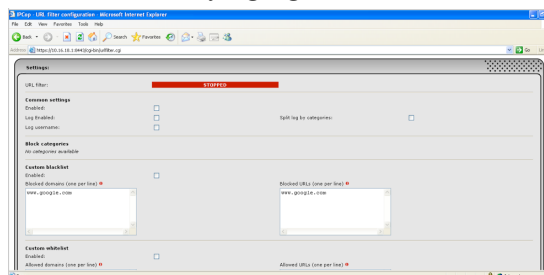 IPCop - URL filter configuration - Microsoft Internet Explorer
File Edit View Favorites Tools Help
Back Search Favorites
Address https://10.16.10.1:8443/cgi-bin/urlfilter.cgi Go
Settings:
URL filter: STOPPED
Common settings
Enabled:
Log Enabled: Split log by categories:
Log username:
Block categories
No categories available
Custom blacklist
Enabled:
Blocked domains (one per line) Blocked URLs (one per line)
www.google.com www.google.com
Custom whitelist
Enabled:
Allowed domains (one per line) Allowed URLs (one per line)